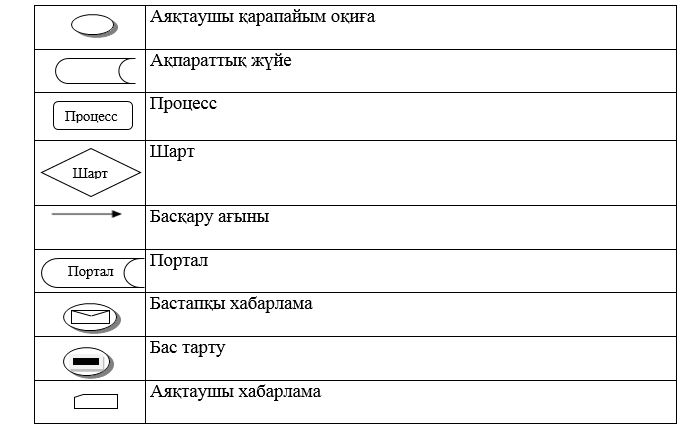 Аяқтаушы қарапайым оқиға
Ақпараттық жүйе
Процесс
Процесс
Шарт
Шарт
Басқару ағыны
Портал
Портал
Бастапқы хабарлама
Бас тарту
Аяқтаушы хабарлама